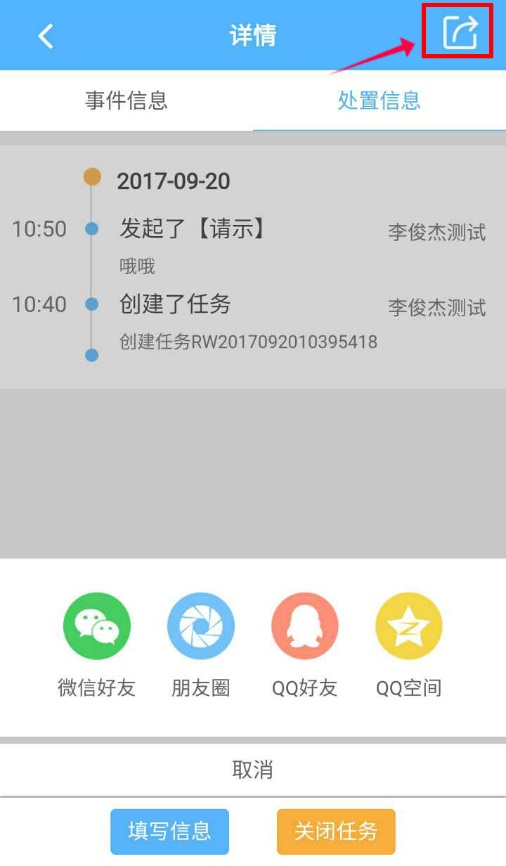 详情
事件信息 处置信息
2017-09-20
10:50 发起了【请示】 李俊杰测试
哦哦
10:40 创建了任务 李俊杰测试
创建任务RW2017092010395418
微信好友 朋友圈 QQ好友 QQ空间
取消
填写信息 关闭任务